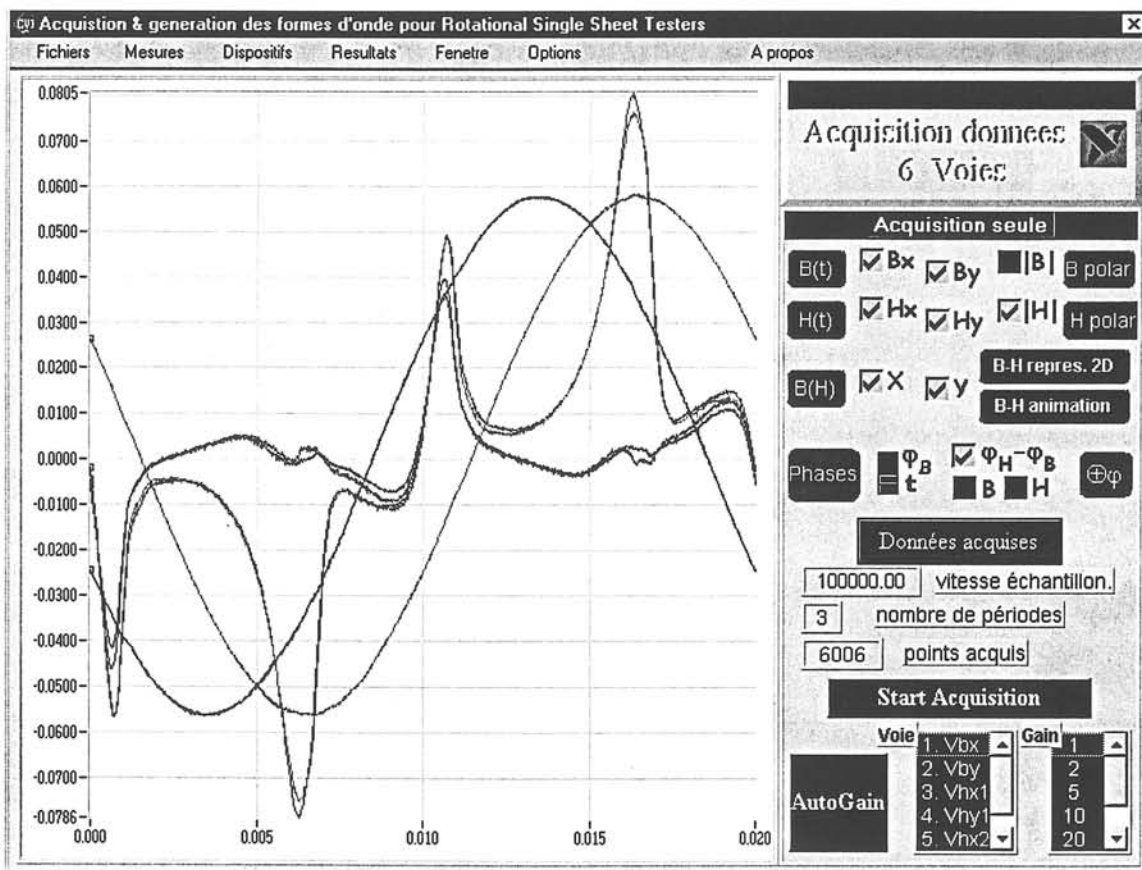 CVI Acquistion & generation des formes d'onde pour Rotational Single Sheet Testers X
Fichiers Mesures Dispositifs Resultats Fenetre Options A propos
0.0805
0.0700
0.0600
0.0500
0.0400
0.0300
0.0200
0.0100
0.0000
-0.0100
-0.0200
-0.0300
-0.0400
-0.0500
-0.0600
-0.0700
-0.0786
0.000 0.005 0.010 0.015 0.020
Acquisition donnees
6 Voies
Acquisition seule
B(t) Bx By |B| B polar
H(t) Hx Hy |H| H polar
B(H) X Y
B-H repres. 2D
B-H animation
Phases φB t φH-φB B H ⊕φ
Données acquises
100000.00 vitesse échantillon.
3 nombre de périodes
6006 points acquis
Start Acquisition
AutoGain
Voie
1. Vbx
2. Vby
3. Vhx1
4. Vhy1
5. Vhx2
Gain
1
2
5
10
20